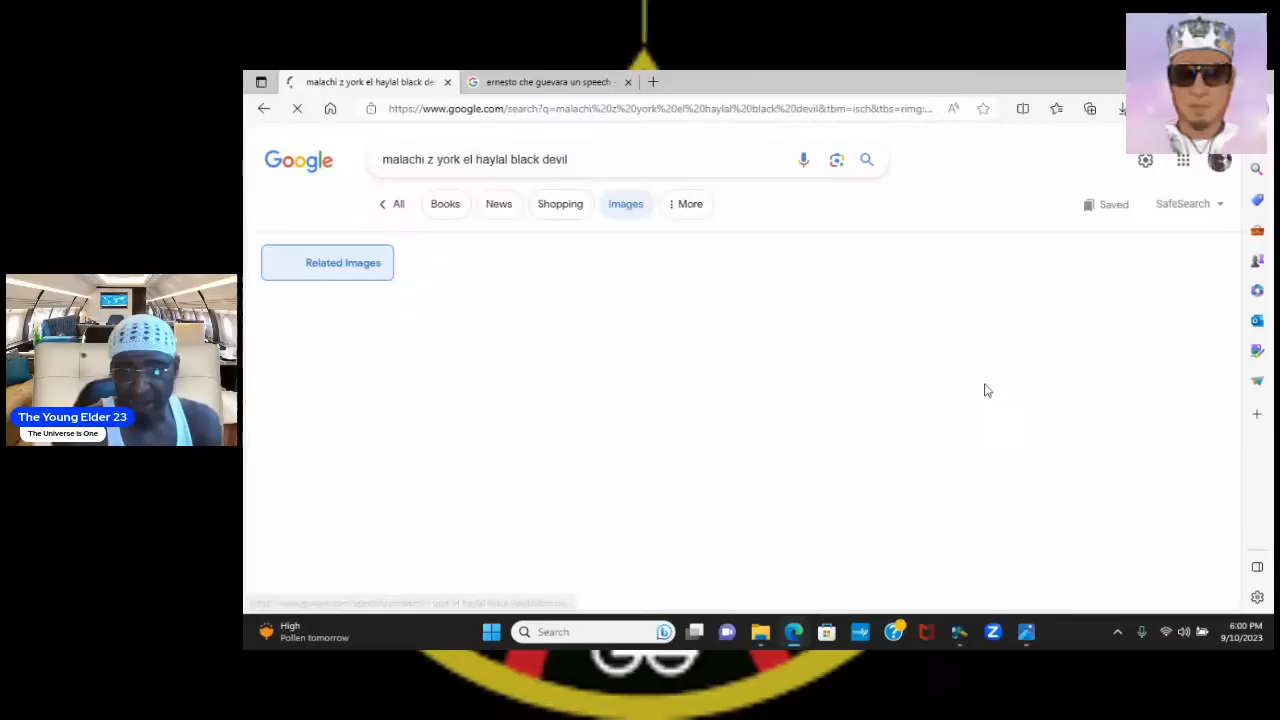 malachi z york el haylal black de
ernesto che guevara un speech -
https://www.google.com/search?q=malachi%20z%20york%20el%20haylal%20black%20devil&tbm=isch&tbs=rimg:...
Google
malachi z york el haylal black devil
All
Books
News
Shopping
Images
More
Saved
SafeSearch
Related Images
The Young Elder 23
The Universe is One
High
Pollen tomorrow
Search
6:00 PM
9/10/2023